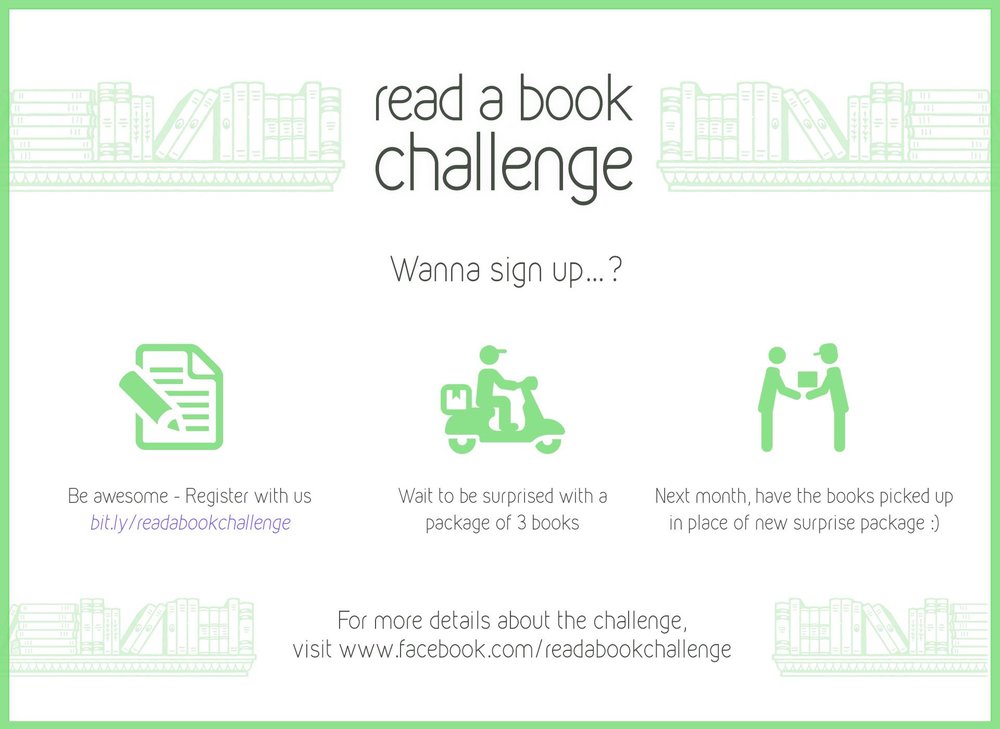 read a book
challenge
Wanna sign up...?
Be awesome - Register with us
bit.ly/readabookchallenge
Wait to be surprised with a
package of 3 books
Next month, have the books picked up
in place of new surprise package :)
For more details about the challenge,
visit www.facebook.com/readabookchallenge